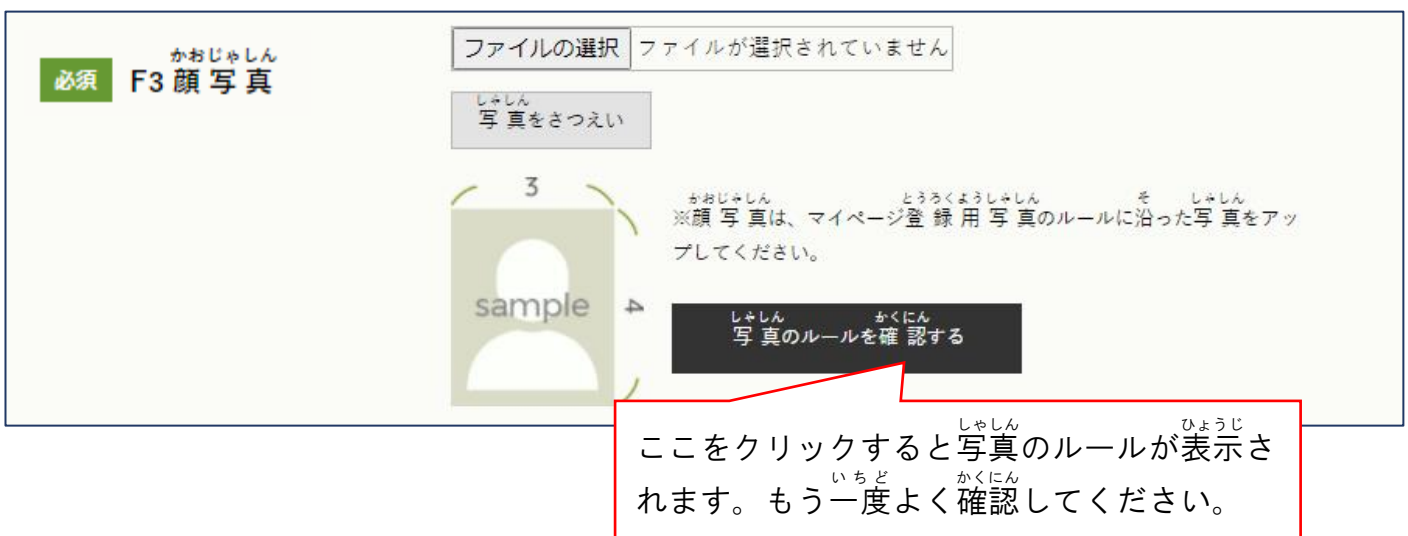 ファイルの選択 ファイルが選択されていません
かおじゃしん
必須 F3 顔写真
しゃしん
写真をさつえい
3
かおじゃしん とうろくようしゃしん そ しゃしん
※顔写真は、マイページ登録用写真のルールに沿った写真をアッ
プしてください。
sample 4
しゃしん かくにん
写真のルールを確認する
しゃしん ひょうじ
ここをクリックすると写真のルールが表示さ
いちど かくにん
れます。もう一度よく確認してください。